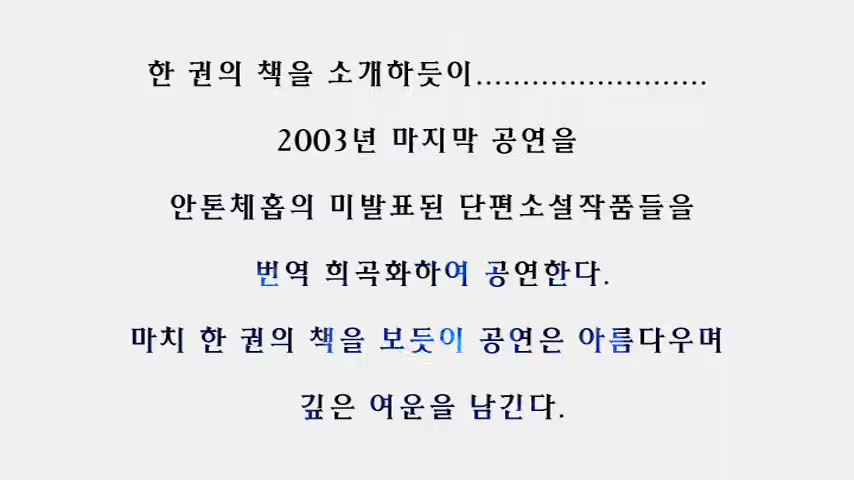 한 권의 책을 소개하듯이.........................
2003년 마지막 공연을
안톤체홉의 미발표된 단편소설작품들을
번역 희곡화하여 공연한다.
마치 한 권의 책을 보듯이 공연은 아름다우며
깊은 여운을 남긴다.